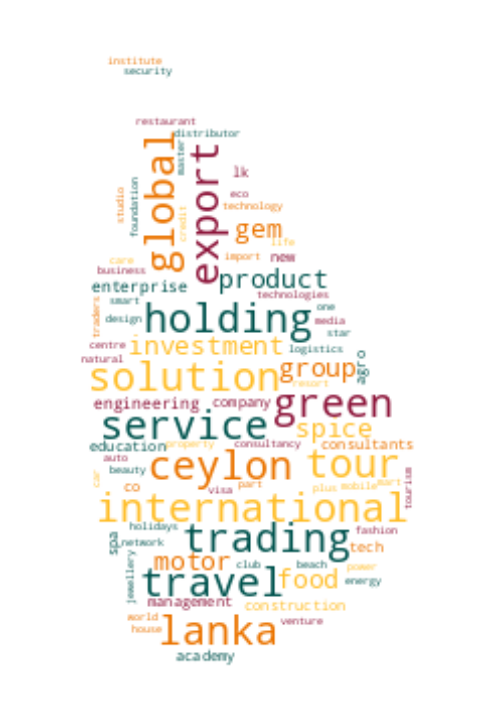 institute
security
restaurant
distributor
master
global
export
lk
studio
foundation
credit
eco
technology
gem
life
care
import
new
business
product
enterprise
technologies
smart
traders
one
design
holding
media
star
centre
investment
logistics
natural
group
agro
solution
resort
engineering
company
green
service
spice
education
property
consultancy
consultants
auto
beauty
car
ceylon
tour
tourism
co
visa
part
plus
mobile
mart
international
holidays
trading
fashion
spa
network
tech
motor
club
beach
power
jewellery
travel
food
energy
management
construction
world
house
lanka
venture
academy